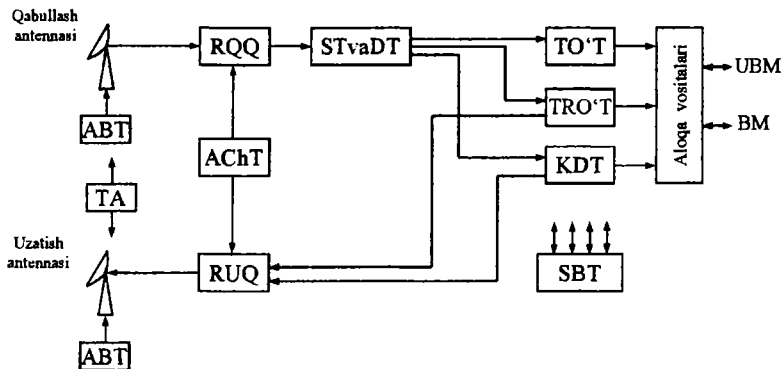 Qabullash
antennasi
RQQ
STvaDT
TO‘T
UBM
TRO‘T
Aloqa vositalari
ABT
BM
AChT
KDT
TA
Uzatish
antennasi
RUQ
SBT
ABT